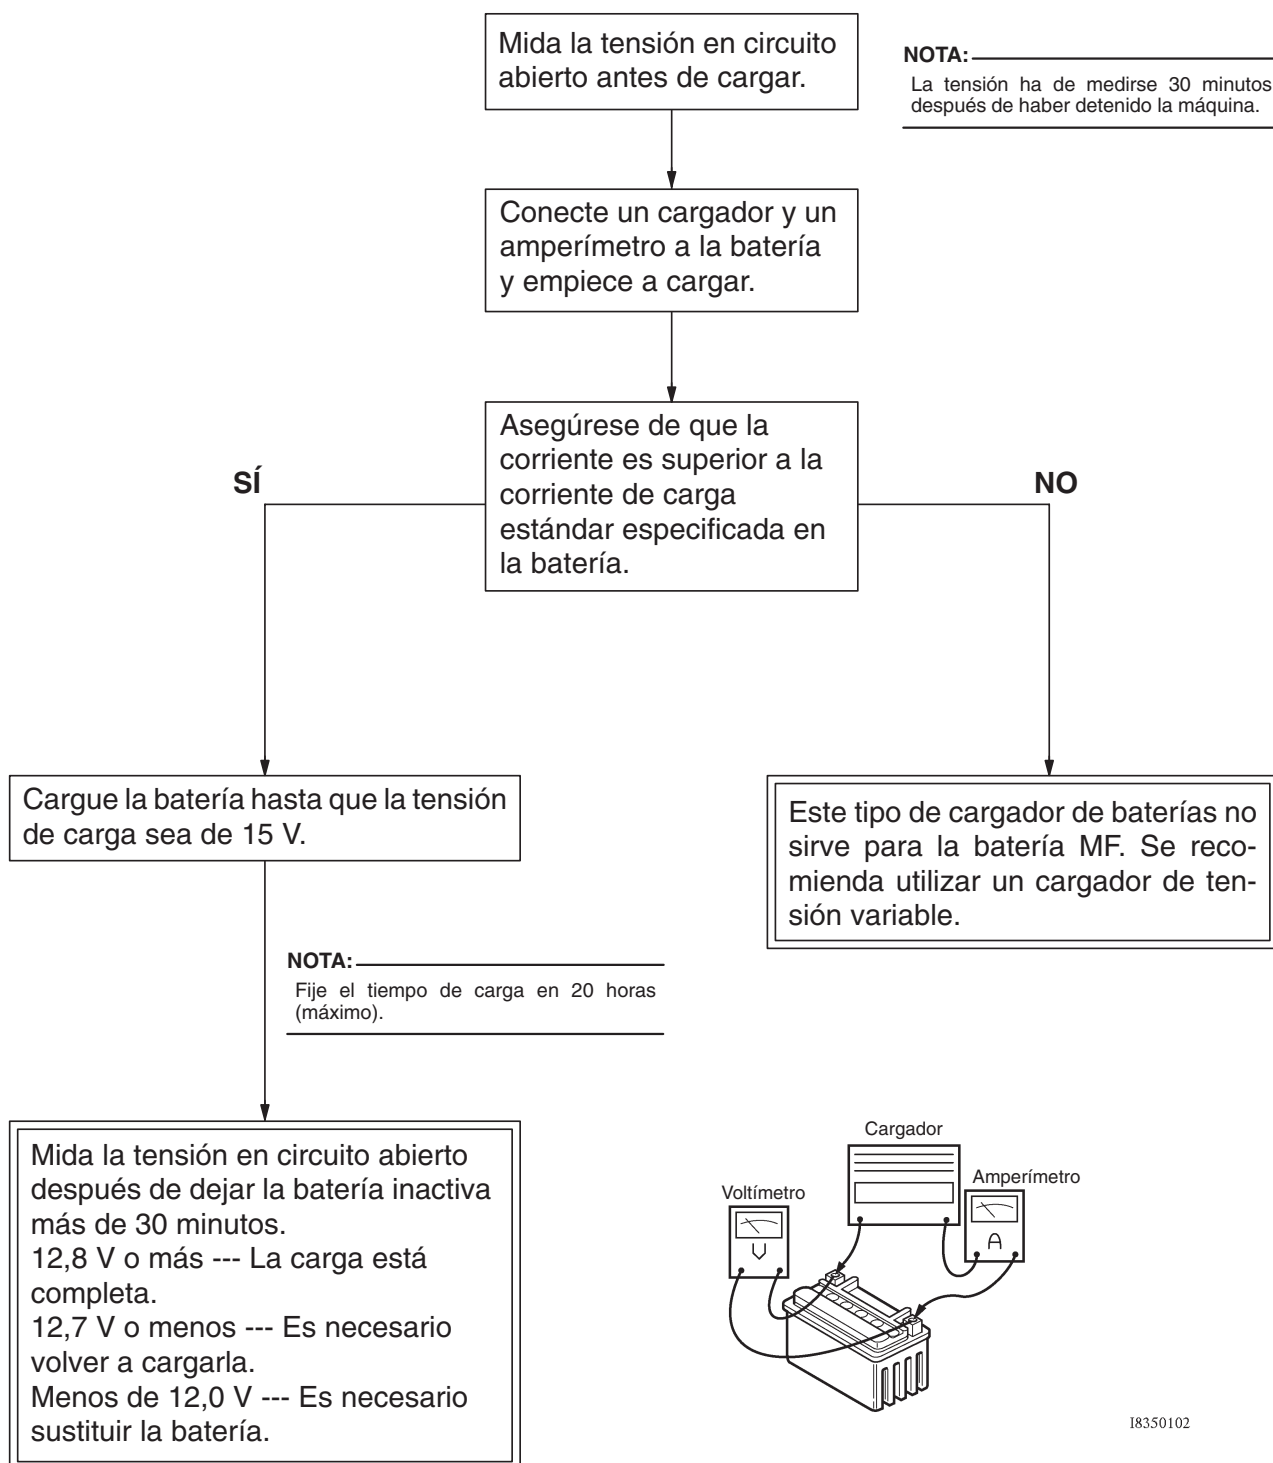 Mida la tensión en circuito
abierto antes de cargar.
NOTA:
La tensión ha de medirse 30 minutos
después de haber detenido la máquina.
Conecte un cargador y un
amperímetro a la batería
y empiece a cargar.
Asegúrese de que la
corriente es superior a la
corriente de carga
estándar especificada en
la batería.
SÍ
NO
Cargue la batería hasta que la tensión
de carga sea de 15 V.
Este tipo de cargador de baterías no
sirve para la batería MF. Se reco-
mienda utilizar un cargador de ten-
sión variable.
NOTA:
Fije el tiempo de carga en 20 horas
(máximo).
Mida la tensión en circuito abierto
después de dejar la batería inactiva
más de 30 minutos.
12,8 V o más --- La carga está
completa.
12,7 V o menos --- Es necesario
volver a cargarla.
Menos de 12,0 V --- Es necesario
sustituir la batería.
Cargador
Voltímetro
Amperímetro
V
A
I8350102